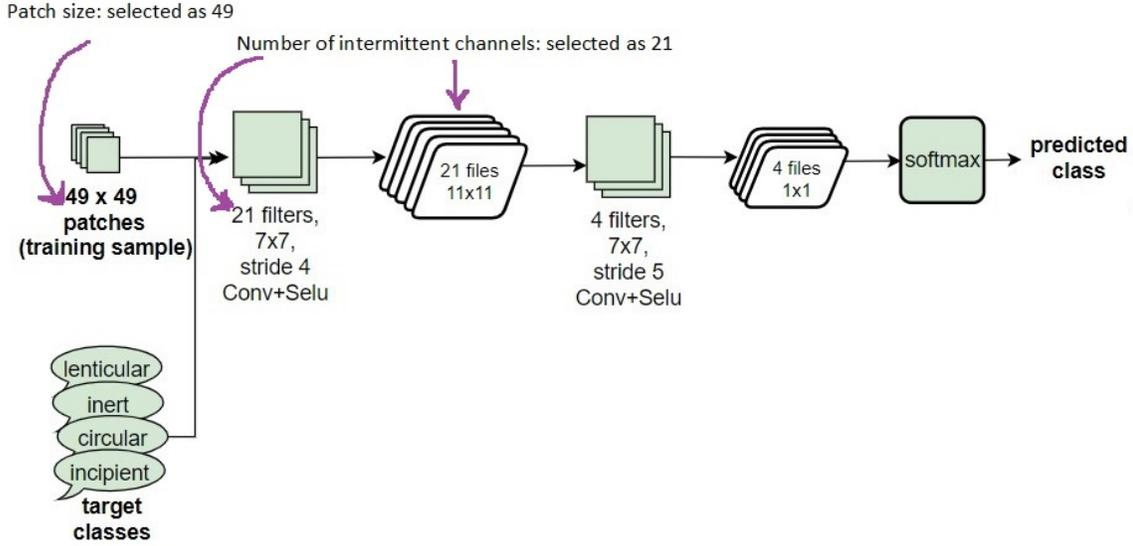 Patch size: selected as 49
Number of intermittent channels: selected as 21
49 x 49
patches
(training sample)
21 filters,
7x7,
stride 4
Conv+Selu
21 files
11x11
4 filters,
7x7,
stride 5
Conv+Selu
4 files
1x1
softmax
predicted
class
lenticular
inert
circular
incipient
target
classes